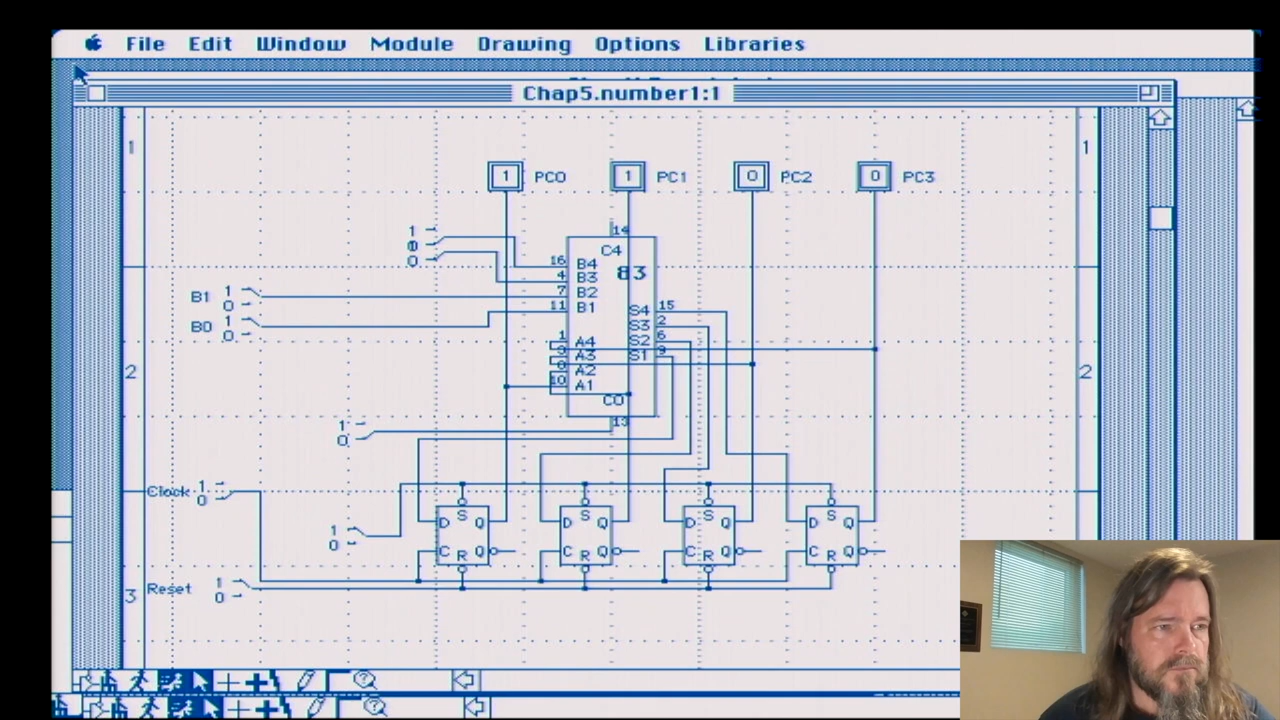 File Edit Window Module Drawing Options Libraries
Chap5.number1:1
1 1
1 PC0 1 PC1 0 PC2 0 PC3
14
1
0
0
C4
83
16 B4
4 B3
7 B2
11 B1
B1 1
0
B0 1
0
S4 15
S3 2
S2 6
S1 9
1 A4
3 A3
8 A2
10 A1
C0
13
2 2
1
0
Clock 1
0
1
0
D S Q D S Q D S Q D S Q
C R Q C R Q C R Q C R Q
Reset 1
0
3